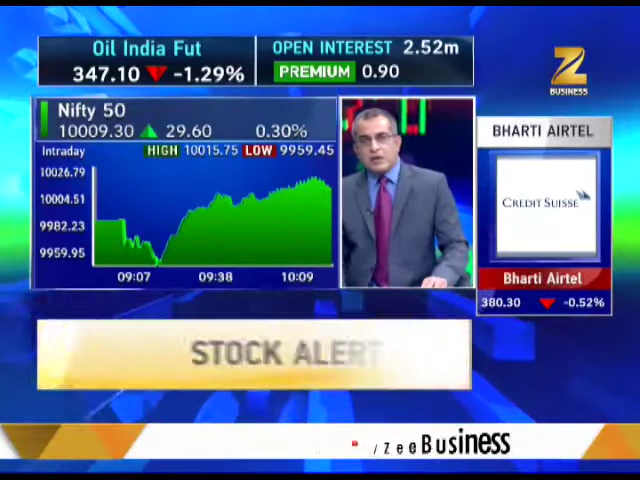 Oil India Fut
347.10 -1.29%
OPEN INTEREST 2.52m
PREMIUM 0.90
Z
BUSINESS
Nifty 50
10009.30 29.60 0.30%
Intraday HIGH 10015.75 LOW 9959.45
10026.79
10004.51
9982.23
9959.95
09:07 09:38 10:09
BHARTI AIRTEL
CREDIT SUISSE
Bharti Airtel
380.30 -0.52%
STOCK ALERT
/ZeeBusiness